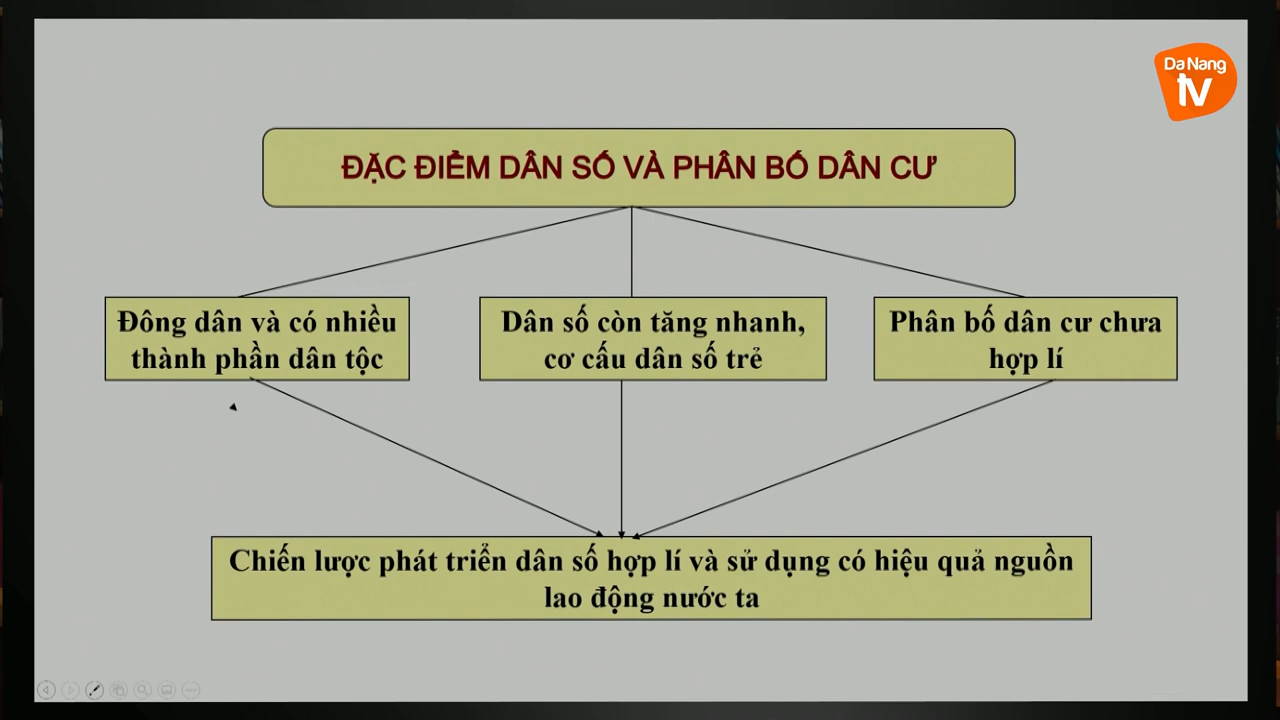 Da Nang
tv
ĐẶC ĐIỂM DÂN SỐ VÀ PHÂN BỐ DÂN CƯ
Đông dân và có nhiều
thành phần dân tộc
Dân số còn tăng nhanh,
cơ cấu dân số trẻ
Phân bố dân cư chưa
hợp lí
Chiến lược phát triển dân số hợp lí và sử dụng có hiệu quả nguồn
lao động nước ta